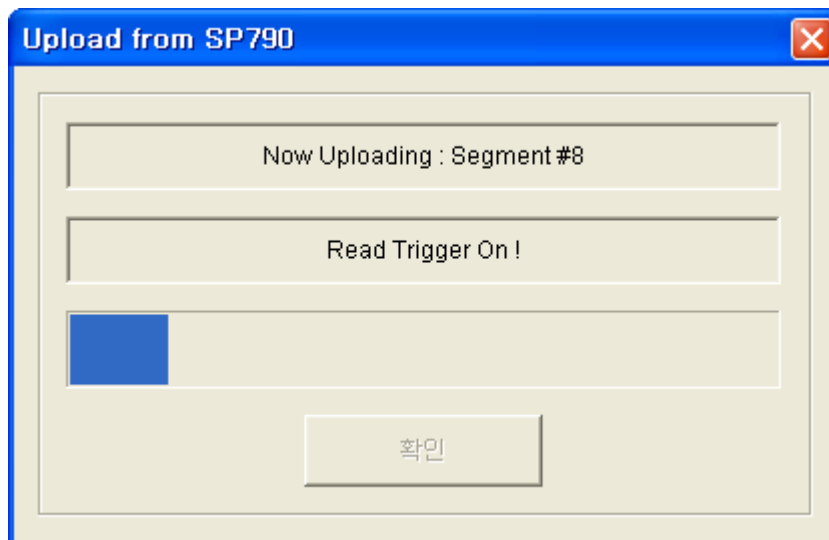 Upload from SP790
Now Uploading : Segment #8
Read Trigger On !
확인